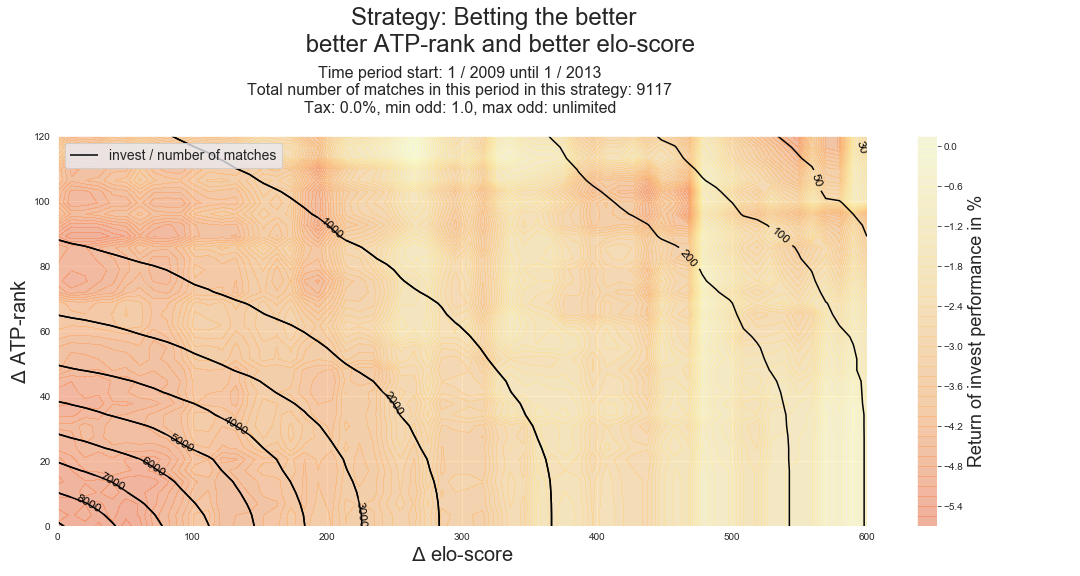 Strategy: Betting the better
better ATP-rank and better elo-score
Time period start: 1 / 2009 until 1 / 2013
Total number of matches in this period in this strategy: 9117
Tax: 0.0%, min odd: 1.0, max odd: unlimited
invest / number of matches
Δ ATP-rank
120
100
80
60
40
20
0
0 100 200 300 400 500 600
Δ elo-score
1000
2000
3000
4000
5000
6000
7000
8000
200
100
50
30
0.0
−0.6
−1.2
−1.8
−2.4
−3.0
−3.6
−4.2
−4.8
−5.4
Return of invest performance in %